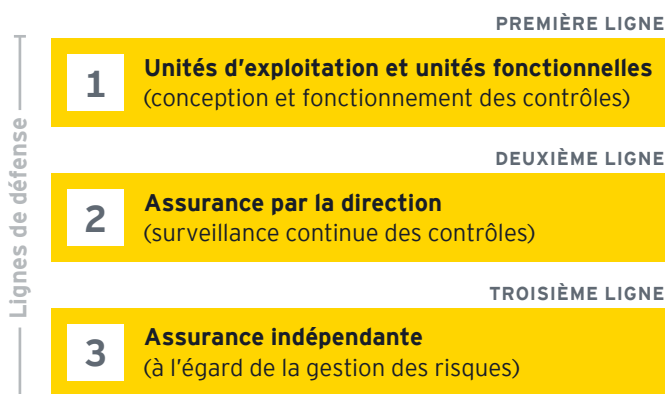 Lignes de défense
PREMIÈRE LIGNE
1
Unités d'exploitation et unités fonctionnelles
(conception et fonctionnement des contrôles)
DEUXIÈME LIGNE
2
Assurance par la direction
(surveillance continue des contrôles)
TROISIÈME LIGNE
3
Assurance indépendante
(à l'égard de la gestion des risques)